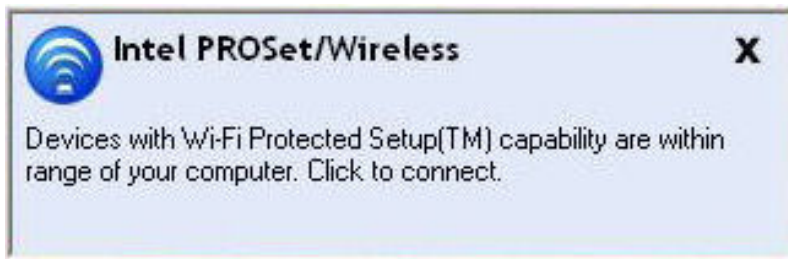 Intel PROSet/Wireless X
Devices with Wi-Fi Protected Setup(TM) capability are within
range of your computer. Click to connect.